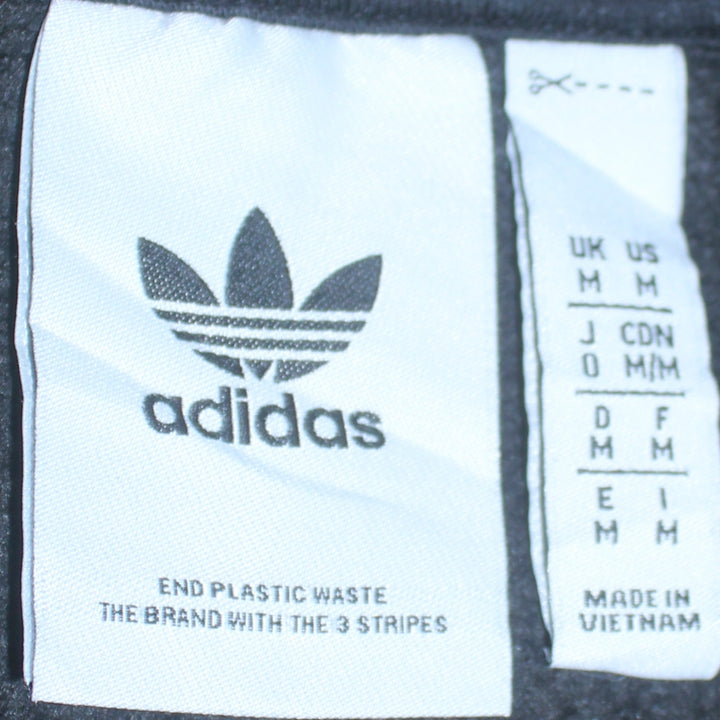 adidas
END PLASTIC WASTE
THE BRAND WITH THE 3 STRIPES
UK US
M M
J CDN
O M/M
D F
M M
E I
M M
MADE IN
VIETNAM